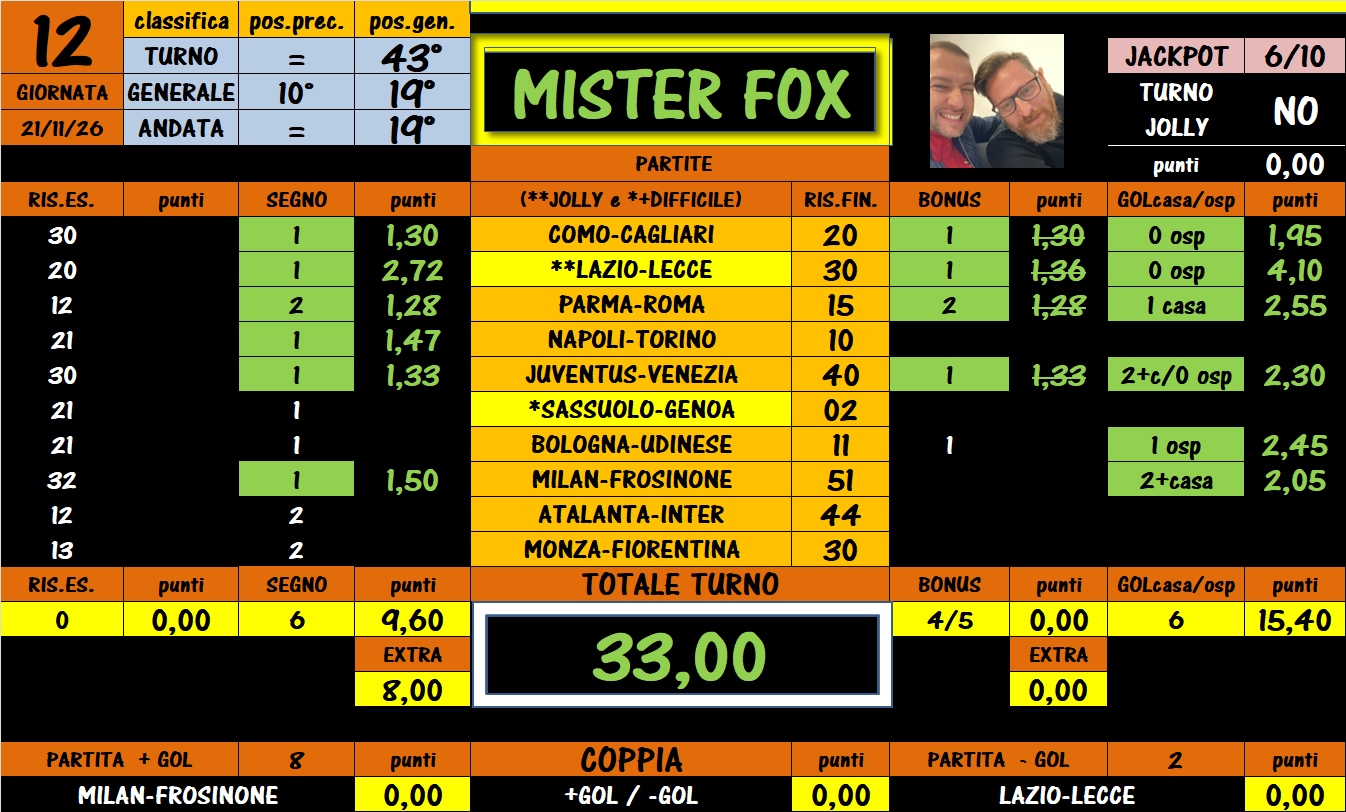 12 classifica pos.prec. pos.gen.
TURNO = 43°
GIORNATA GENERALE 10° 19°
21/11/26 ANDATA = 19°
MISTER FOX
JACKPOT 6/10
TURNO JOLLY NO
punti 0,00
PARTITE
RIS.ES. punti SEGNO punti (**JOLLY e *+DIFFICILE) RIS.FIN. BONUS punti GOLcasa/osp punti
30 1 1,30 COMO-CAGLIARI 20 1 1,30 0 osp 1,95
20 1 2,72 **LAZIO-LECCE 30 1 1,36 0 osp 4,10
12 2 1,28 PARMA-ROMA 15 2 1,28 1 casa 2,55
21 1 1,47 NAPOLI-TORINO 10
30 1 1,33 JUVENTUS-VENEZIA 40 1 1,33 2+c/0 osp 2,30
21 1 *SASSUOLO-GENOA 02
21 1 BOLOGNA-UDINESE 11 1 1 osp 2,45
32 1 1,50 MILAN-FROSINONE 51 2+casa 2,05
12 2 ATALANTA-INTER 44
13 2 MONZA-FIORENTINA 30
RIS.ES. punti SEGNO punti TOTALE TURNO BONUS punti GOLcasa/osp punti
0 0,00 6 9,60 33,00 4/5 0,00 6 15,40
EXTRA EXTRA
8,00 0,00
PARTITA + GOL 8 punti COPPIA punti PARTITA - GOL 2 punti
MILAN-FROSINONE 0,00 +GOL / -GOL 0,00 LAZIO-LECCE 0,00